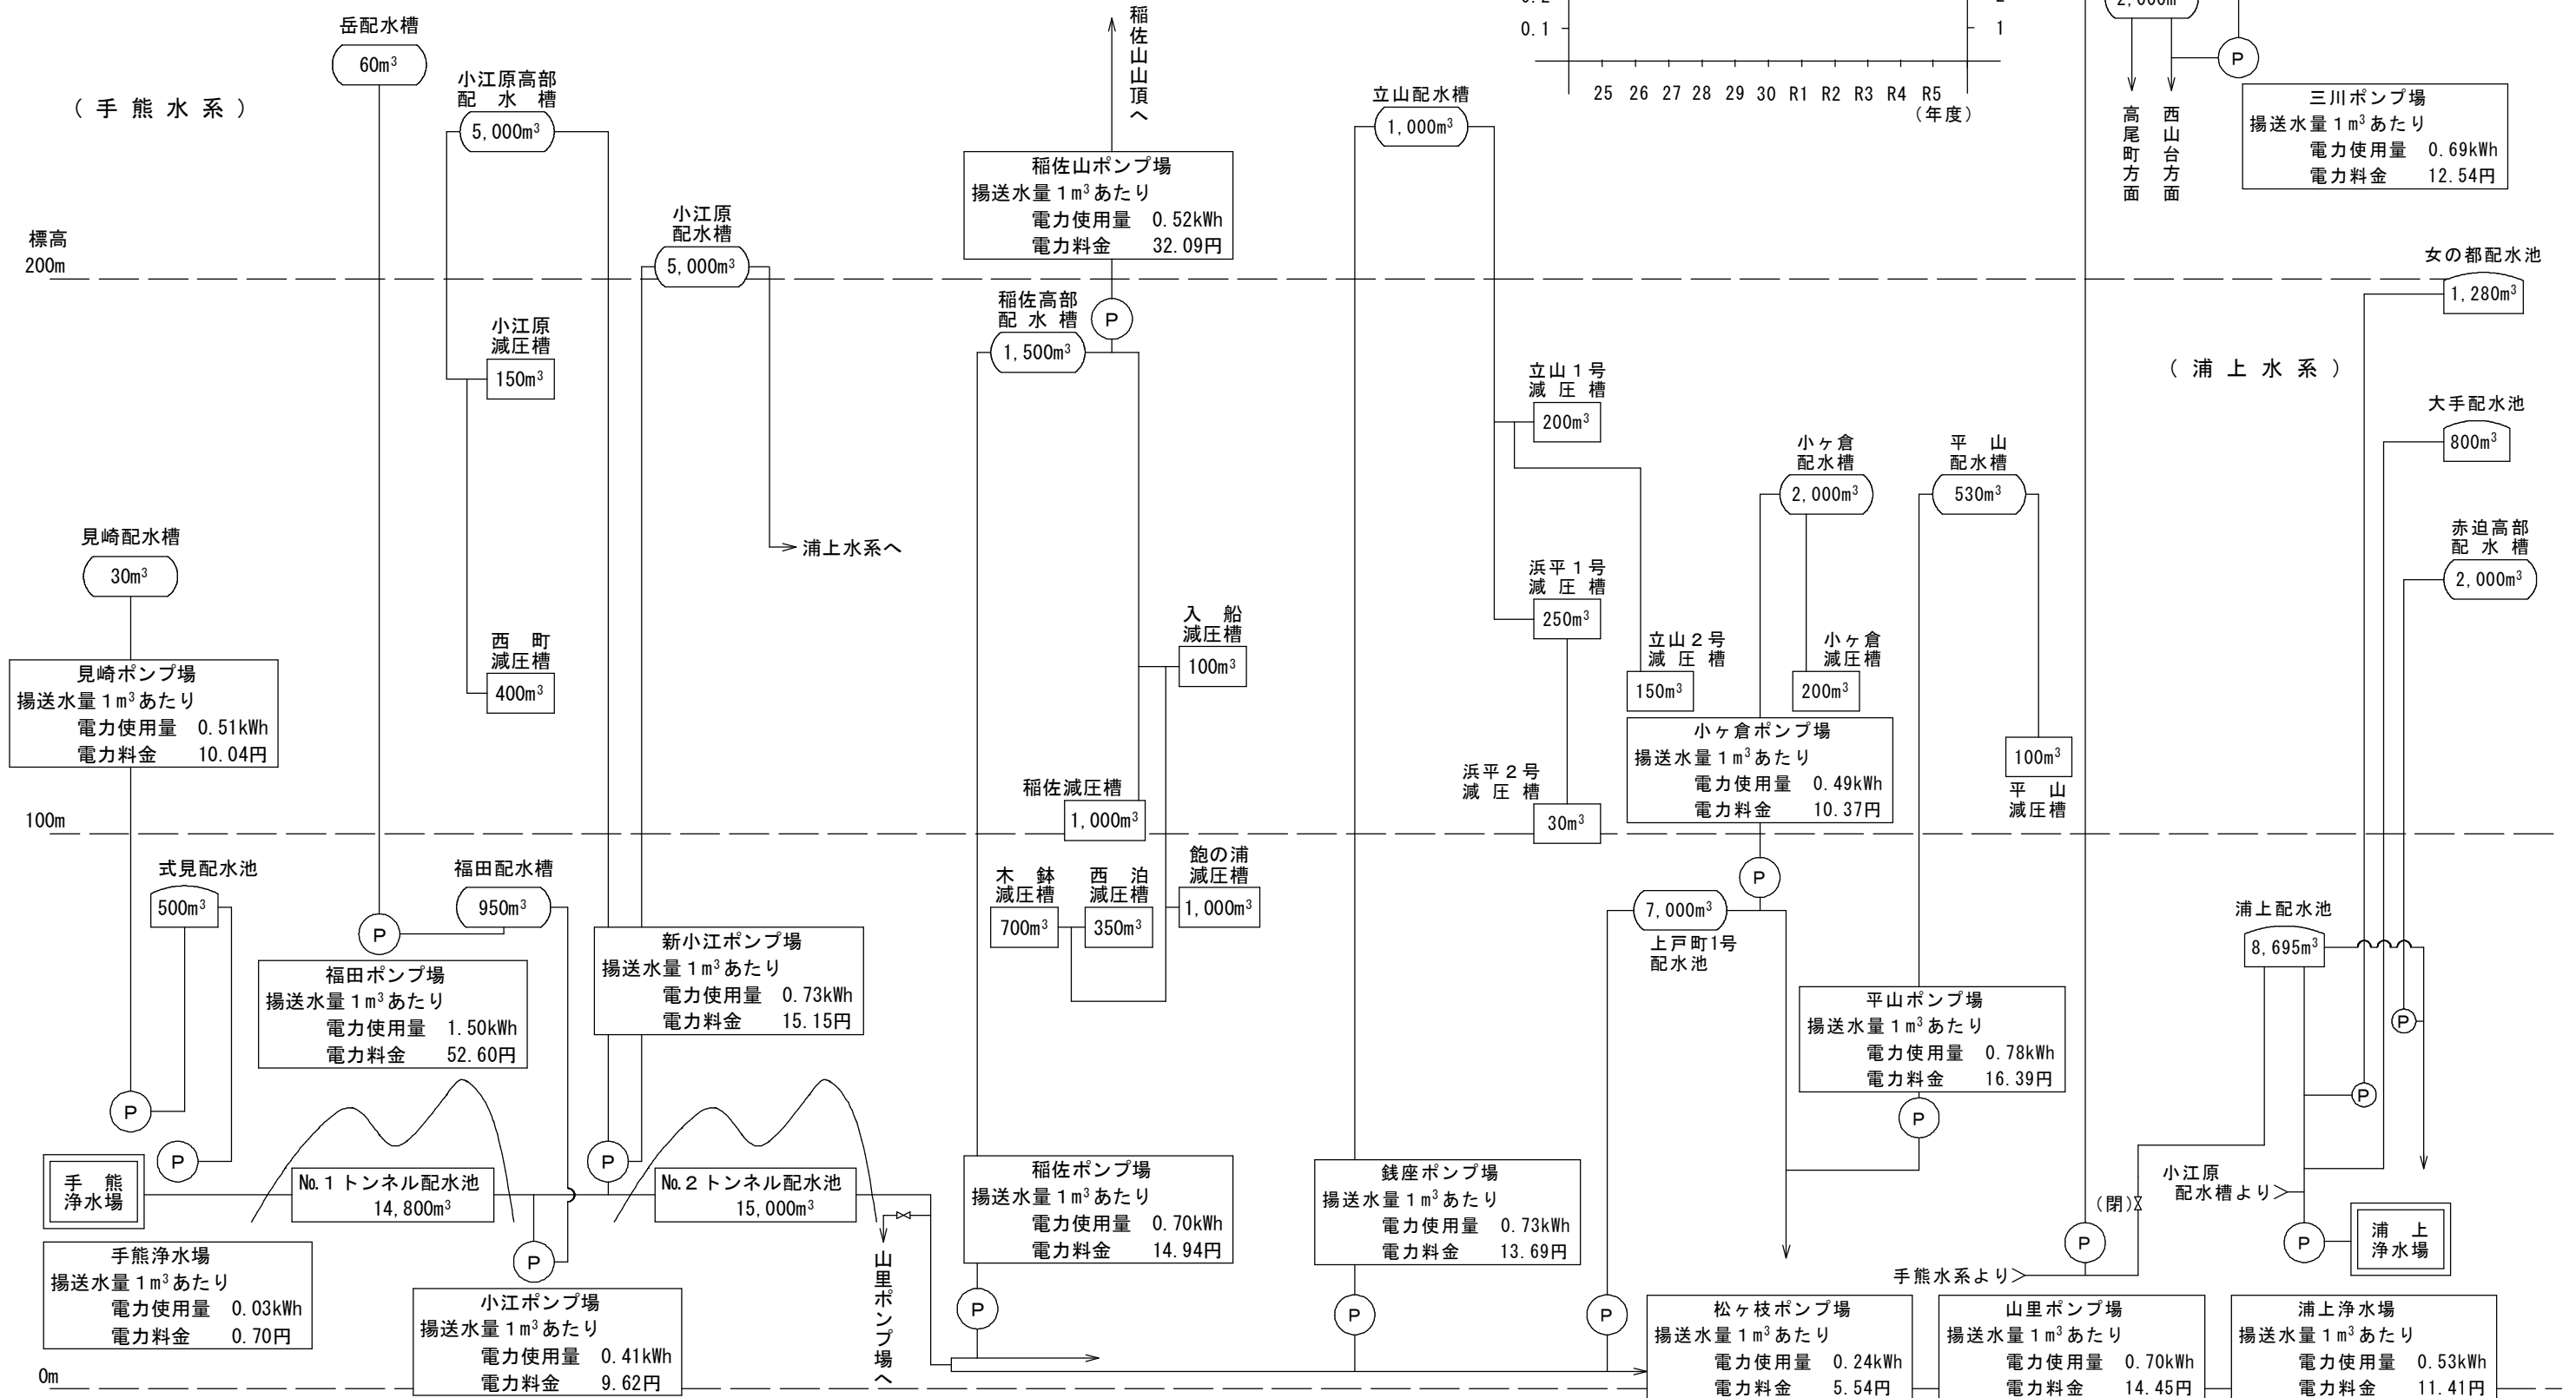 (手熊水系)
岳配水槽
60m³
小江原高部
配水槽
5,000m³
小江原
配水槽
5,000m³
浦上水系へ
標高
200m
小江原
減圧槽
150m³
西町
減圧槽
400m³
見崎配水槽
30m³
見崎ポンプ場
揚送水量1m³あたり
電力使用量 0.51kWh
電力料金 10.04円
100m
式見配水池
500m³
P
P
手熊
浄水場
手熊浄水場
揚送水量1m³あたり
電力使用量 0.03kWh
電力料金 0.70円
0m
福田配水槽
950m³
P
福田ポンプ場
揚送水量1m³あたり
電力使用量 1.50kWh
電力料金 52.60円
№1トンネル配水池
14,800m³
P
小江ポンプ場
揚送水量1m³あたり
電力使用量 0.41kWh
電力料金 9.62円
新小江ポンプ場
揚送水量1m³あたり
電力使用量 0.73kWh
電力料金 15.15円
P
№2トンネル配水池
15,000m³
山里ポンプ場へ
稲佐山山頂へ
稲佐山ポンプ場
揚送水量1m³あたり
電力使用量 0.52kWh
電力料金 32.09円
P
稲佐高部
配水槽
1,500m³
入船
減圧槽
100m³
稲佐減圧槽
1,000m³
木鉢
減圧槽
700m³
西泊
減圧槽
350m³
飽の浦
減圧槽
1,000m³
稲佐ポンプ場
揚送水量1m³あたり
電力使用量 0.70kWh
電力料金 14.94円
P
0.1
1
25 26 27 28 29 30 R1 R2 R3 R4 R5
(年度)
立山配水槽
1,000m³
立山1号
減圧槽
200m³
浜平1号
減圧槽
250m³
立山2号
減圧槽
150m³
浜平2号
減圧槽
30m³
銭座ポンプ場
揚送水量1m³あたり
電力使用量 0.73kWh
電力料金 13.69円
P
小ヶ倉
配水槽
2,000m³
小ヶ倉
減圧槽
200m³
小ヶ倉ポンプ場
揚送水量1m³あたり
電力使用量 0.49kWh
電力料金 10.37円
P
7,000m³
上戸町1号
配水池
P
松ヶ枝ポンプ場
揚送水量1m³あたり
電力使用量 0.24kWh
電力料金 5.54円
平山
配水槽
530m³
100m³
平山
減圧槽
平山ポンプ場
揚送水量1m³あたり
電力使用量 0.78kWh
電力料金 16.39円
P
高尾町方面
西山台方面
P
三川ポンプ場
揚送水量1m³あたり
電力使用量 0.69kWh
電力料金 12.54円
(浦上水系)
女の都配水池
1,280m³
大手配水池
800m³
赤迫高部
配水槽
2,000m³
浦上配水池
8,695m³
P
P
小江原
配水槽より
(閉)
P
手熊水系より
P
浦上
浄水場
山里ポンプ場
揚送水量1m³あたり
電力使用量 0.70kWh
電力料金 14.45円
浦上浄水場
揚送水量1m³あたり
電力使用量 0.53kWh
電力料金 11.41円